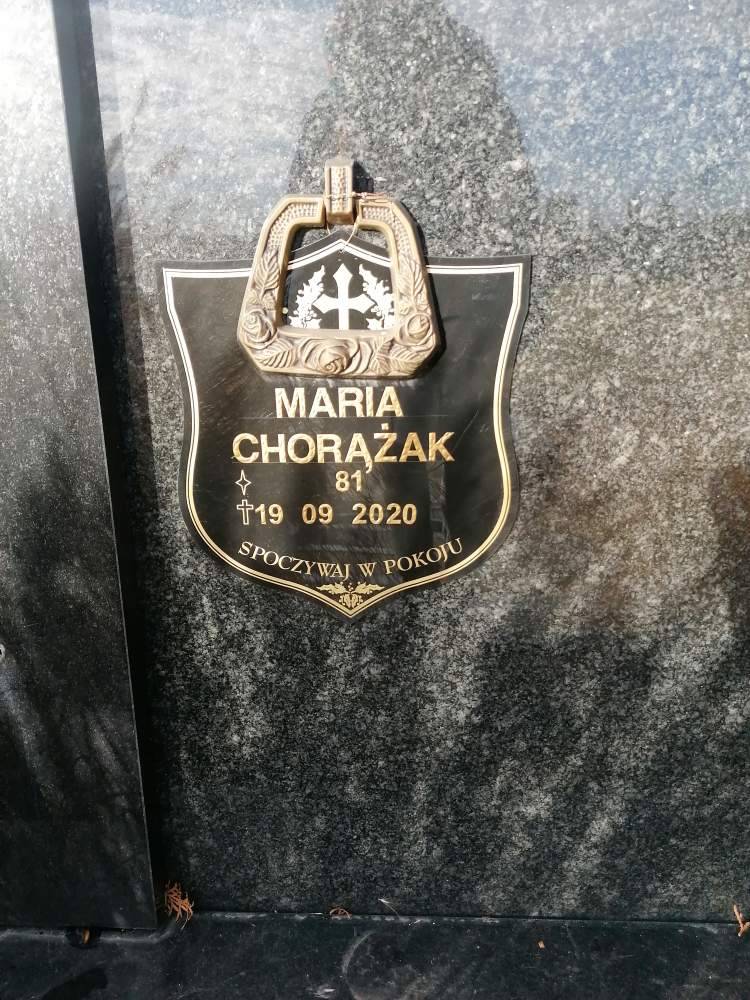 MARIA
CHORĄŻAK
81
19 09 2020
SPOCZYWAJ W POKOJU